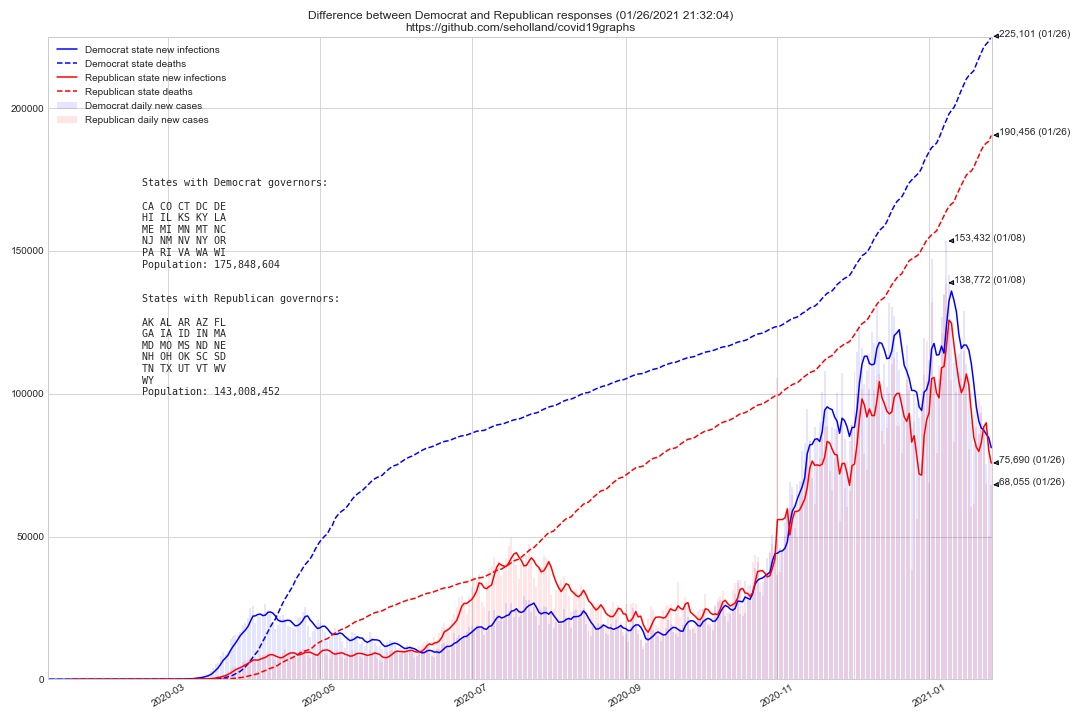 Difference between Democrat and Republican responses (01/26/2021 21:32:04)
https://github.com/seholland/covid19graphs
Democrat state new infections
Democrat state deaths
Republican state new infections
Republican state deaths
Democrat daily new cases
Republican daily new cases
States with Democrat governors:
CA CO CT DC DE
HI IL KS KY LA
ME MI MN MT NC
NJ NM NV NY OR
PA RI VA WA WI
Population: 175,848,604
States with Republican governors:
AK AL AR AZ FL
GA IA ID IN MA
MD MO MS ND NE
NH OH OK SC SD
TN TX UT VT WV
WY
Population: 143,008,452
225,101 (01/26)
190,456 (01/26)
153,432 (01/08)
138,772 (01/08)
75,690 (01/26)
68,055 (01/26)
200000
150000
100000
50000
0
2020-03
2020-05
2020-07
2020-09
2020-11
2021-01